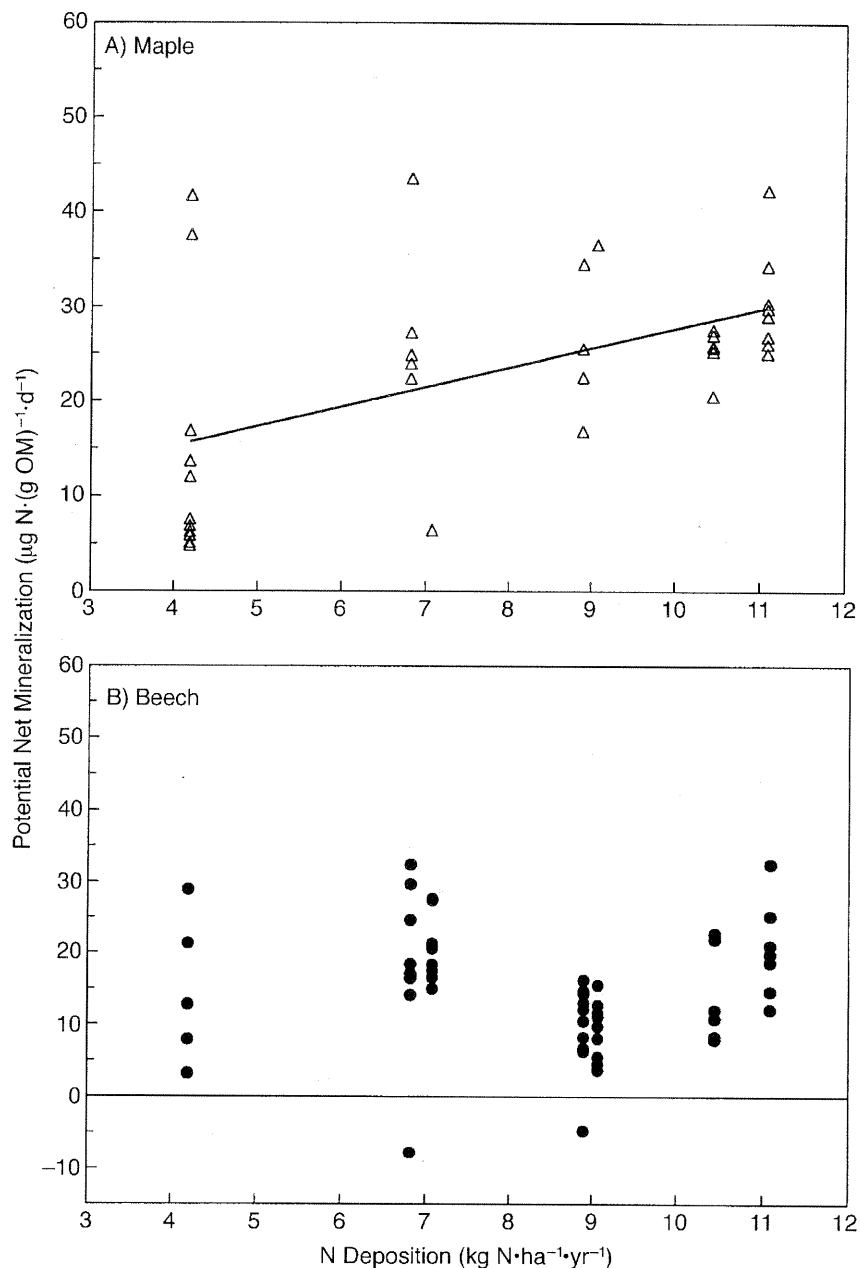 A) Maple
60
50
40
30
20
10
0
3 4 5 6 7 8 9 10 11 12
Potential Net Mineralization (µg N·(g OM)⁻¹·d⁻¹)
B) Beech
60
50
40
30
20
10
0
−10
3 4 5 6 7 8 9 10 11 12
N Deposition (kg N·ha⁻¹·yr⁻¹)